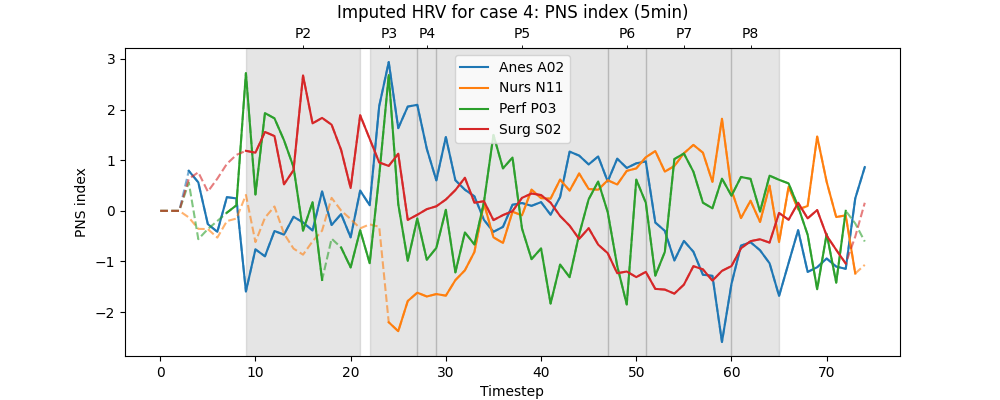 Imputed HRV for case 4: PNS index (5min)
P2 P3 P4 P5 P6 P7 P8
Anes A02
Nurs N11
Perf P03
Surg S02
3
2
1
0
−1
−2
PNS index
0 10 20 30 40 50 60 70
Timestep